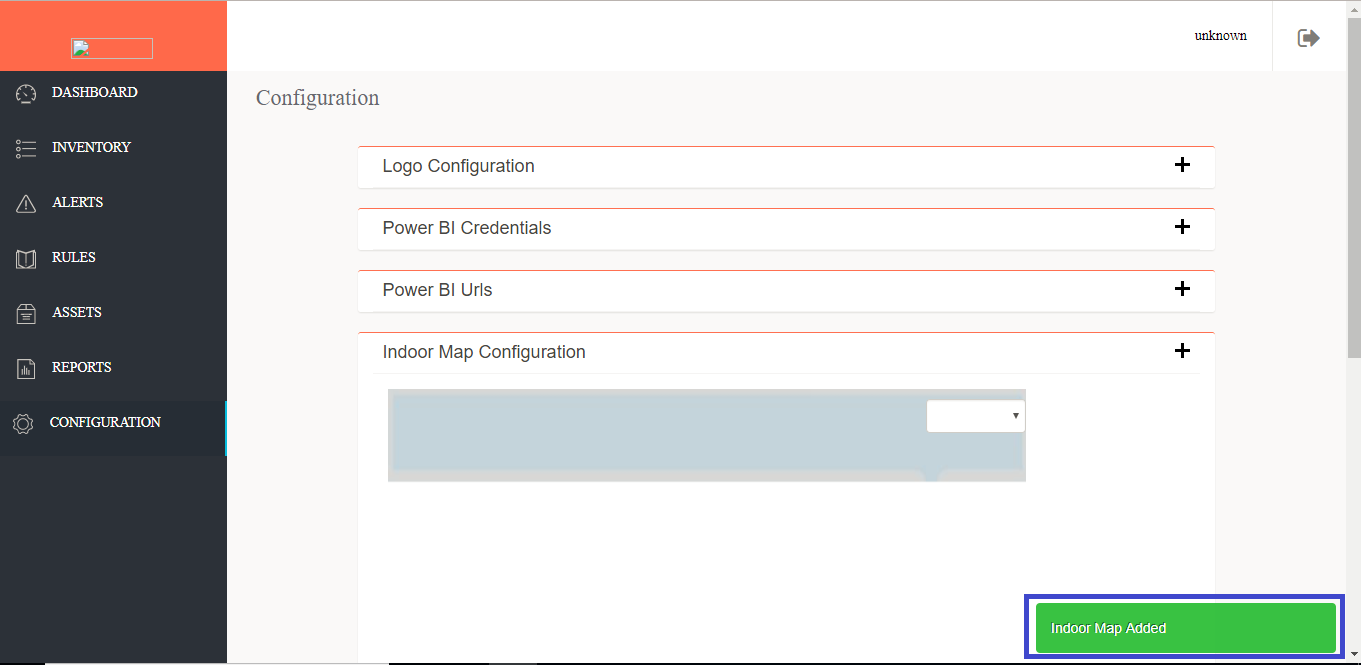 unknown
DASHBOARD
INVENTORY
ALERTS
RULES
ASSETS
REPORTS
CONFIGURATION
Configuration
Logo Configuration
Power BI Credentials
Power BI Urls
Indoor Map Configuration
Indoor Map Added